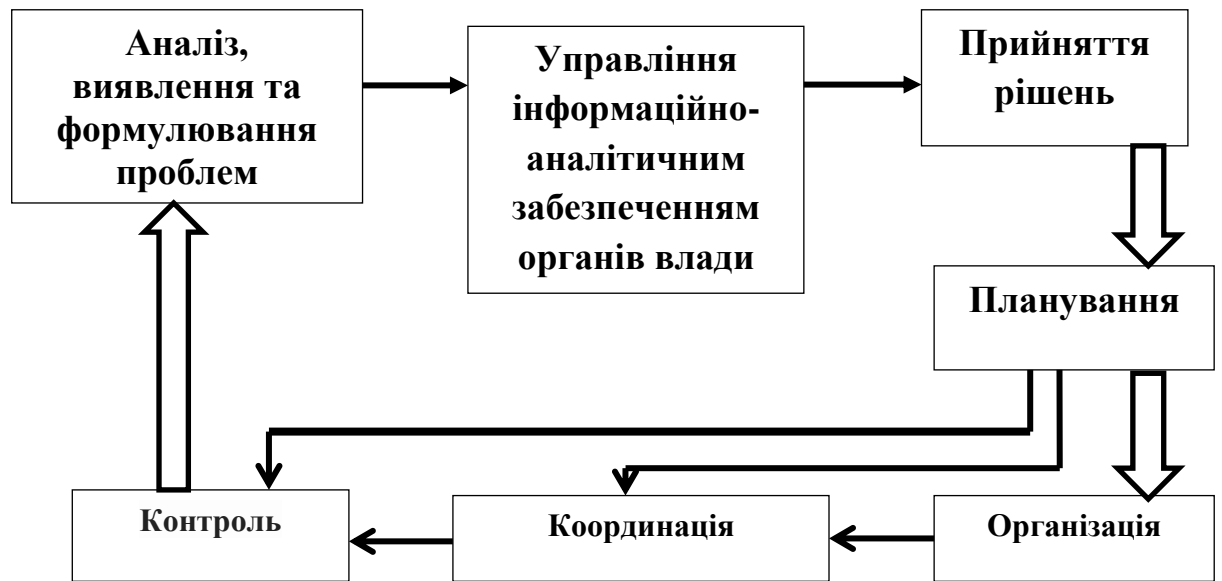 Аналіз,
виявлення та
формулювання
проблем
Управління
інформаційно-
аналітичним
забезпеченням
органів влади
Прийняття
рішень
Планування
Контроль
Координація
Організація